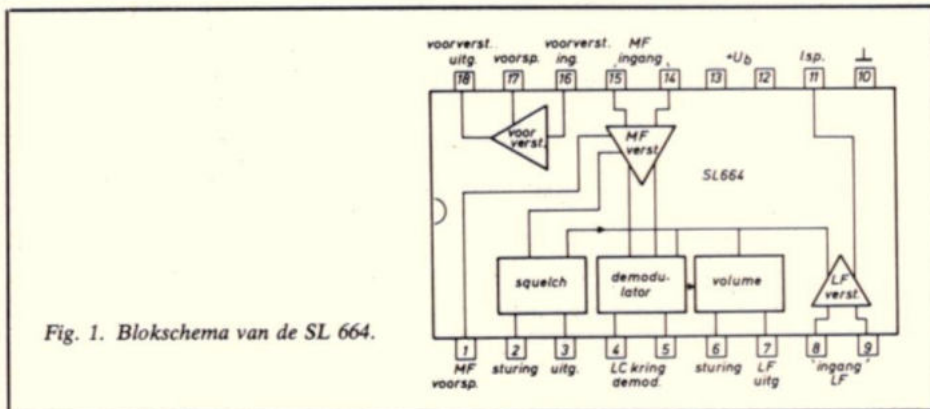 voorverst. voorsp. voorverst. MF +Ub l.sp. ⊥
uitg. ing. ingang
18 17 16 15 14 13 12 11 10
voor verst.
MF verst.
SL664
squelch
demodu-
lator
volume
LF verst.
1 2 3 4 5 6 7 8 9
MF sturing uitg. LC kring sturing LF 'ingang'
voorsp. demod. uitg LF
Fig. 1. Blokschema van de SL 664.